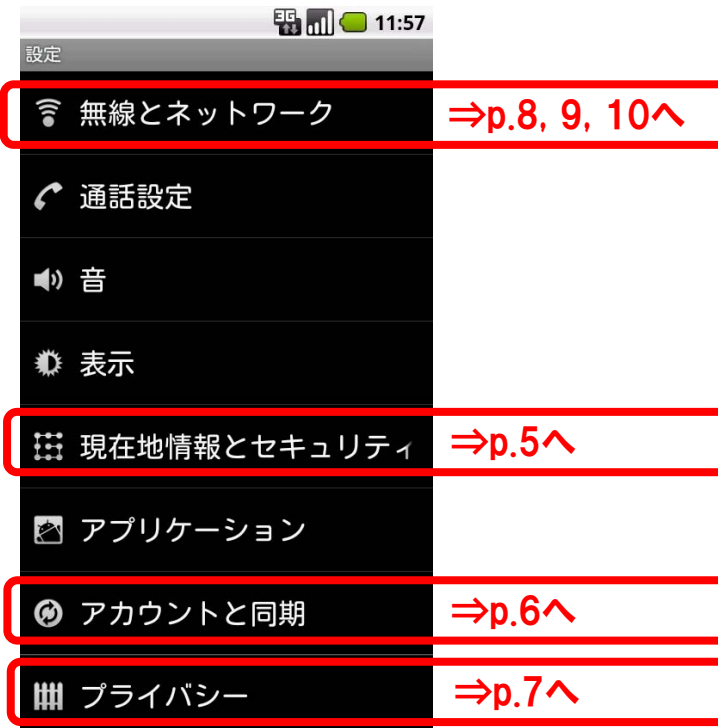 3G 11:57
設定
無線とネットワーク ⇒p.8, 9, 10へ
通話設定
音
表示
現在地情報とセキュリティ ⇒p.5へ
アプリケーション
アカウントと同期 ⇒p.6へ
プライバシー ⇒p.7へ